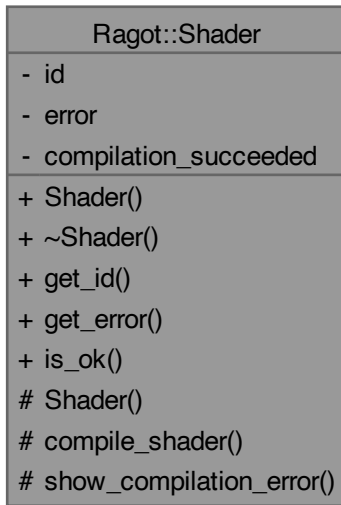 Ragot::Shader
- id
- error
- compilation_succeeded
+ Shader()
+ ~Shader()
+ get_id()
+ get_error()
+ is_ok()
# Shader()
# compile_shader()
# show_compilation_error()